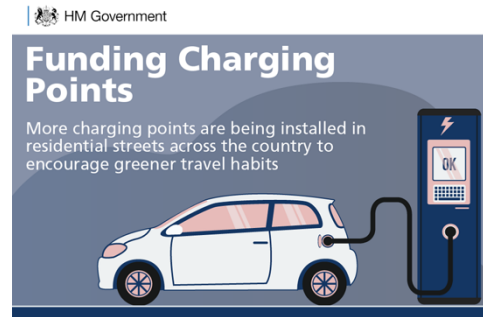 HM Government
Funding Charging
Points
More charging points are being installed in
residential streets across the country to
encourage greener travel habits
OK